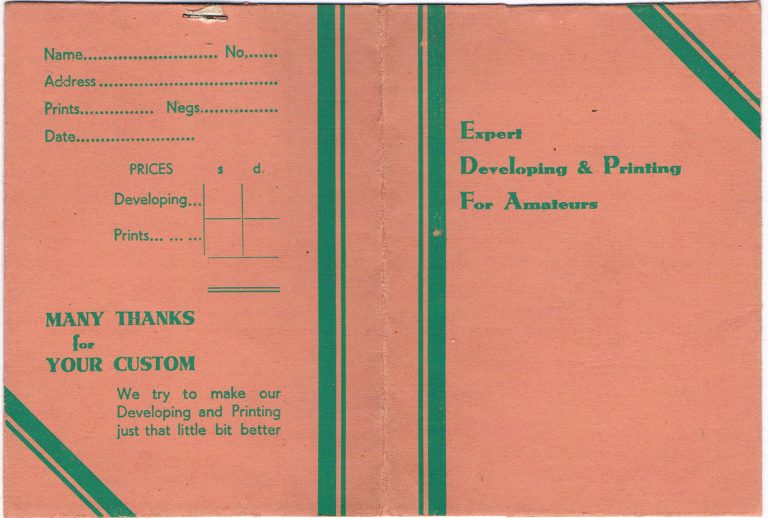 Name........................... No,......
Address....................................
Prints............... Negs................
Date........................
PRICES s d.
Developing...
Prints... ... ...
MANY THANKS
for
YOUR CUSTOM
We try to make our
Developing and Printing
just that little bit better
Expert
Developing & Printing
For Amateurs